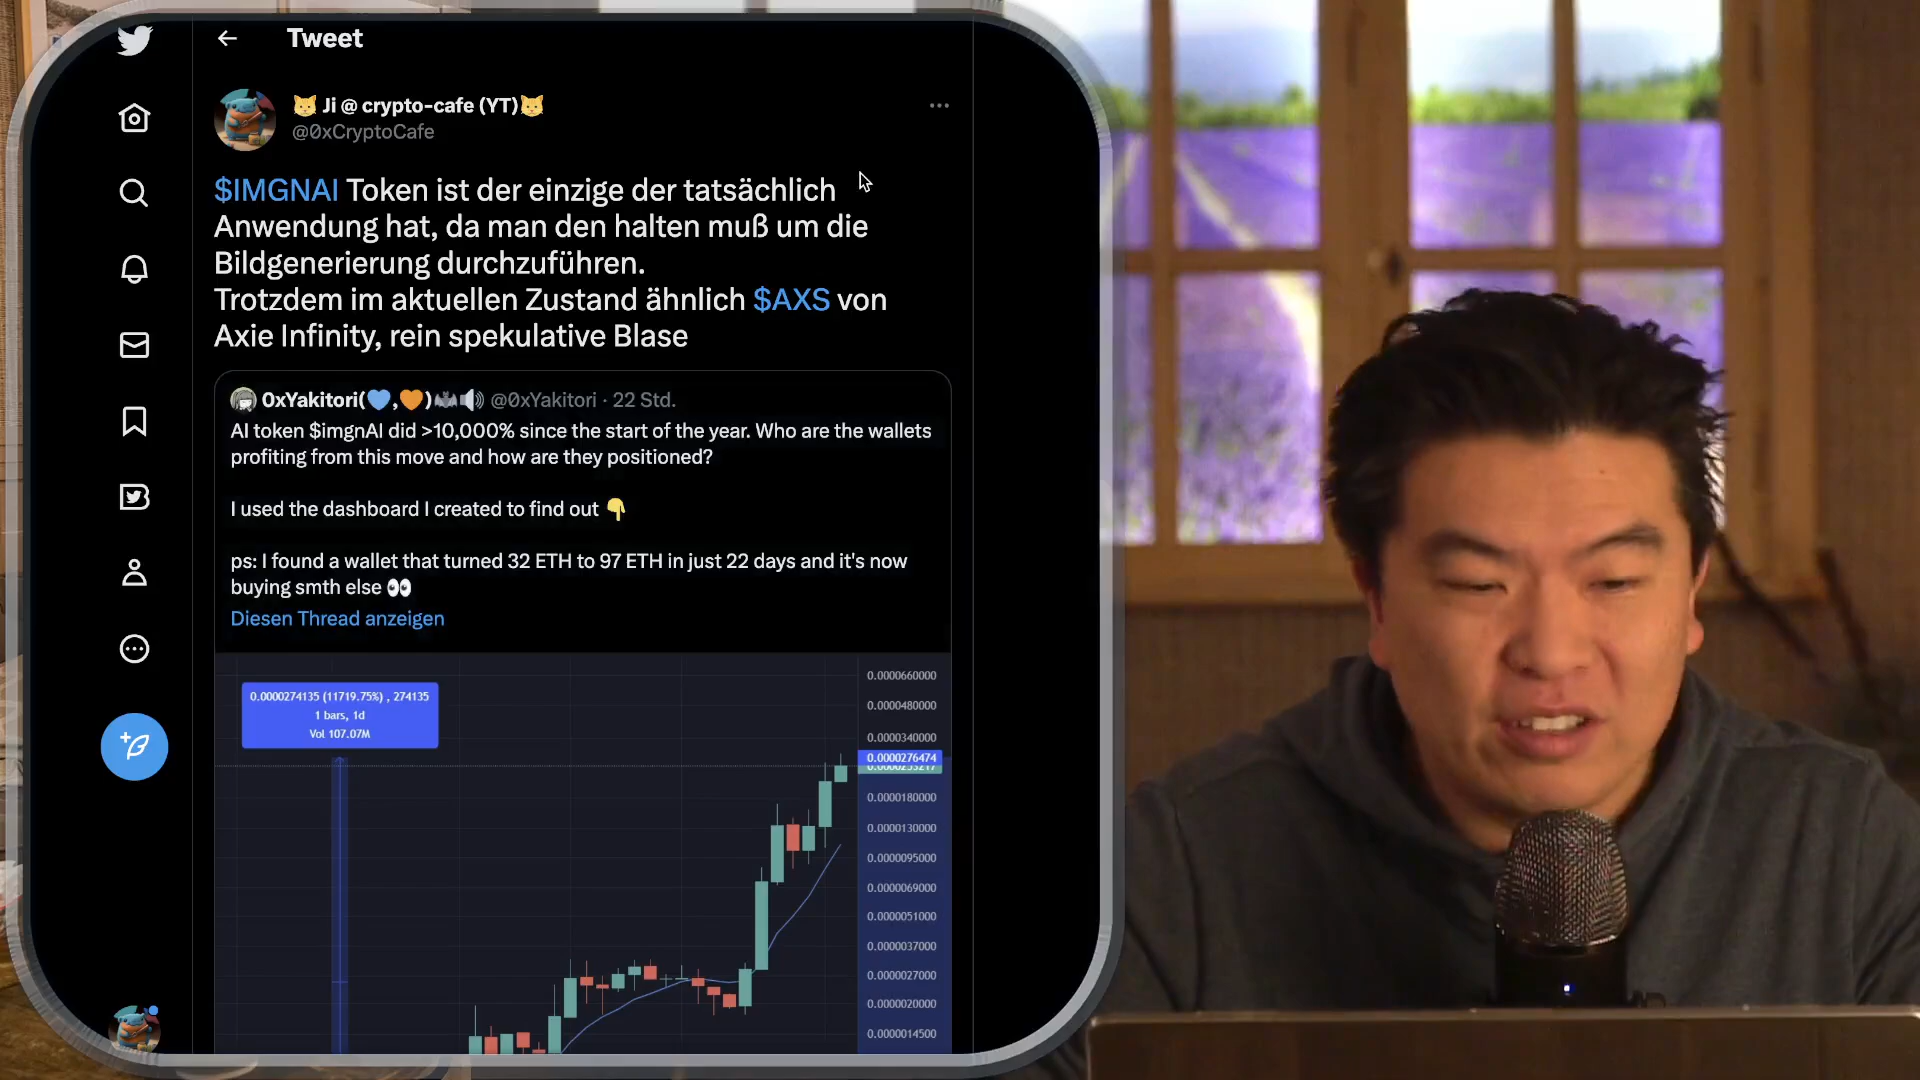 Tweet
🐱 Ji @ crypto-cafe (YT)🐱
@0xCryptoCafe
$IMGNAI Token ist der einzige der tatsächlich
Anwendung hat, da man den halten muß um die
Bildgenerierung durchzuführen.
Trotzdem im aktuellen Zustand ähnlich $AXS von
Axie Infinity, rein spekulative Blase
0xYakitori(💙,🧡)🦇🔊 @0xYakitori · 22 Std.
AI token $imgnAI did >10,000% since the start of the year. Who are the wallets
profiting from this move and how are they positioned?
I used the dashboard I created to find out 👇
ps: I found a wallet that turned 32 ETH to 97 ETH in just 22 days and it's now
buying smth else 👀
Diesen Thread anzeigen
0.0000274135 (11719.75%) , 274135
1 bars, 1d
Vol 107.07M
0.0000660000
0.0000480000
0.0000340000
0.0000276474
0.0000180000
0.0000130000
0.0000095000
0.0000069000
0.0000051000
0.0000037000
0.0000027000
0.0000020000
0.0000014500